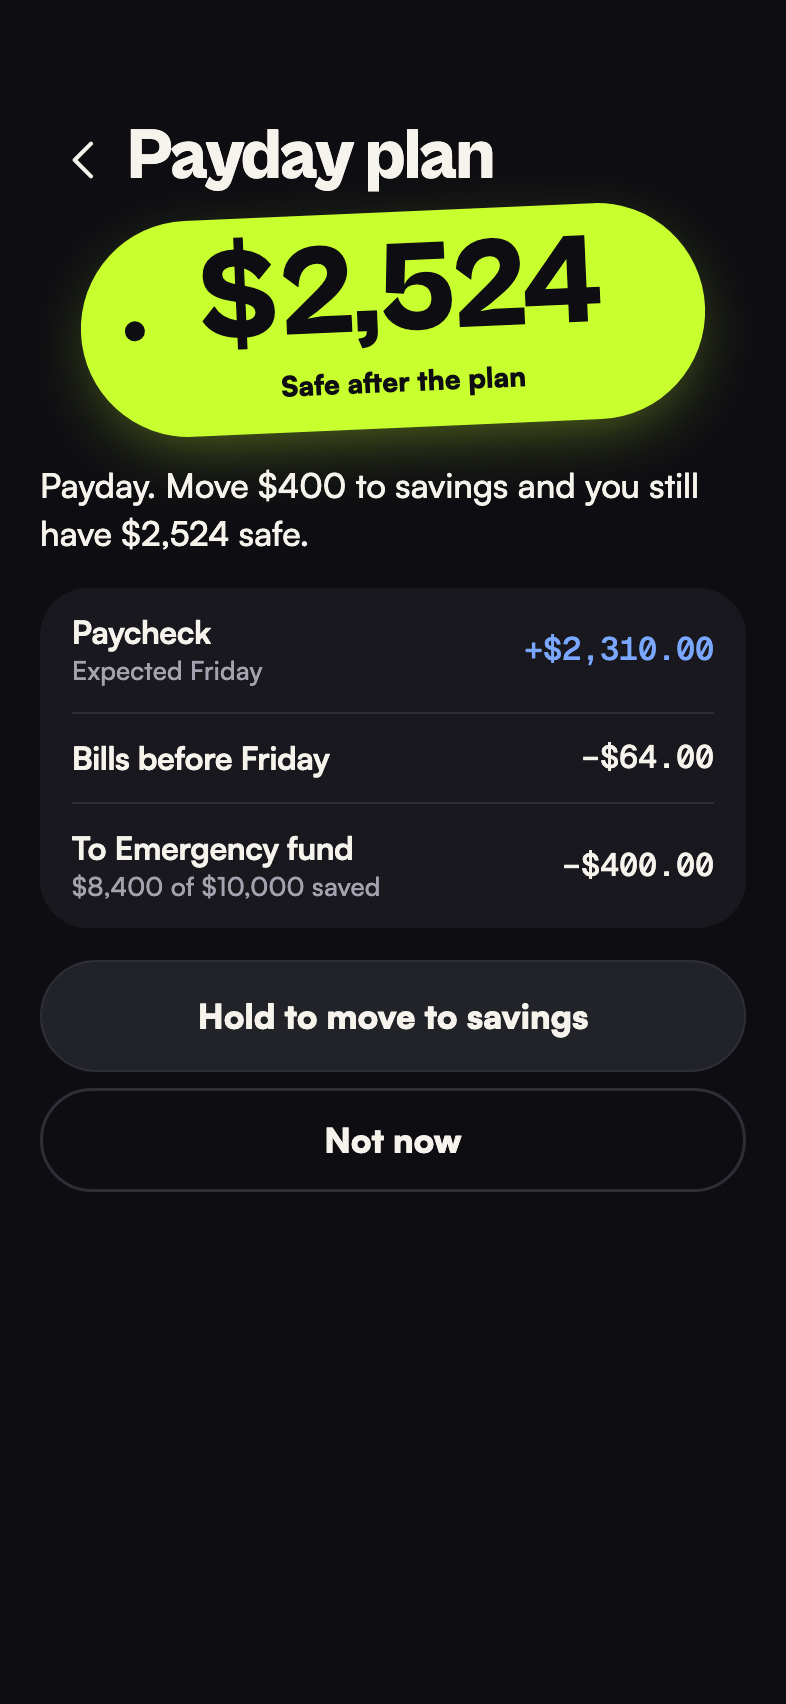 Payday plan
$2,524
Safe after the plan
Payday. Move $400 to savings and you still
have $2,524 safe.
Paycheck
+$2,310.00
Expected Friday
Bills before Friday
−$64.00
To Emergency fund
−$400.00
$8,400 of $10,000 saved
Hold to move to savings
Not now